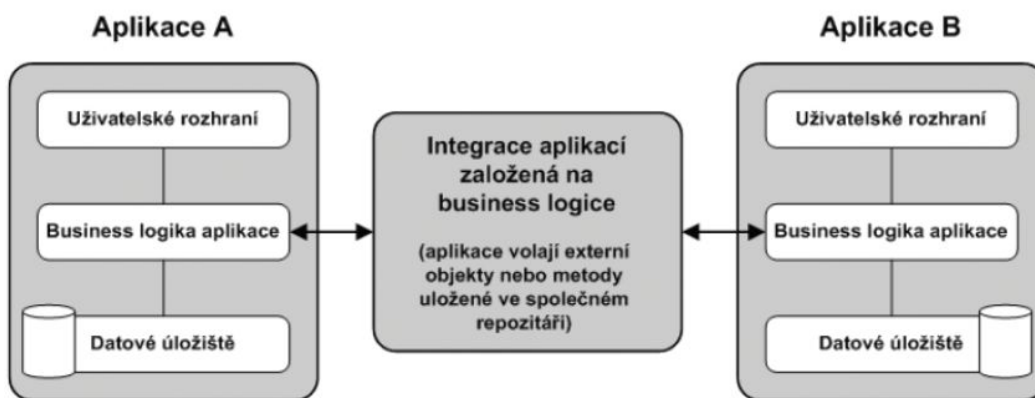 Aplikace A
Uživatelské rozhraní
Business logika aplikace
Datové úložiště
Integrace aplikací
založená na
business logice
(aplikace volají externí
objekty nebo metody
uložené ve společném
repozitáři)
Aplikace B
Uživatelské rozhraní
Business logika aplikace
Datové úložiště